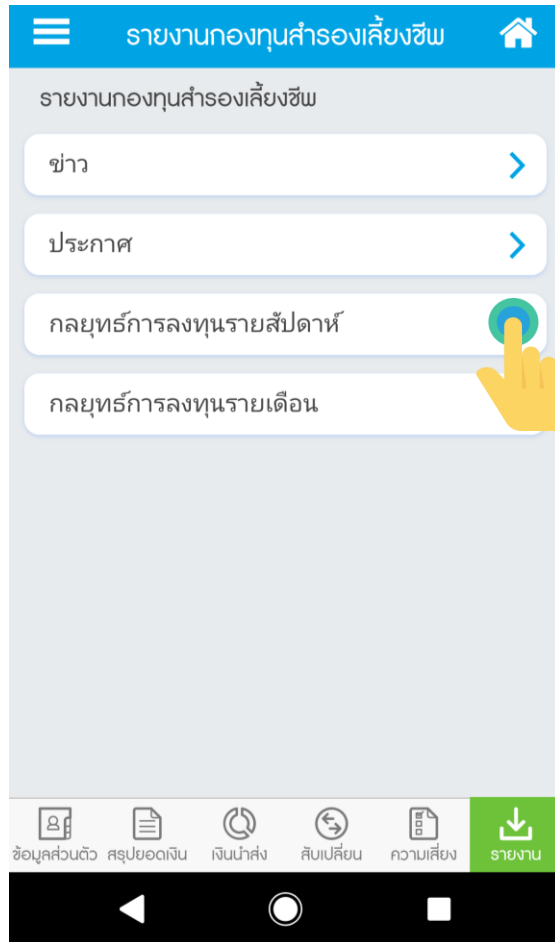 รายงานกองทุนสำรองเลี้ยงชีพ
รายงานกองทุนสำรองเลี้ยงชีพ
ข่าว
ประกาศ
กลยุทธ์การลงทุนรายสัปดาห์
กลยุทธ์การลงทุนรายเดือน
ข้อมูลส่วนตัว สรุปยอดเงิน เงินนำส่ง สับเปลี่ยน ความเสี่ยง รายงาน